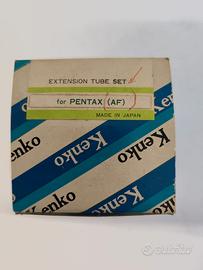 EXTENSION TUBE SET
for PENTAX (AF)
MADE IN JAPAN
Kenko
Kenko
Kenko
Kenko